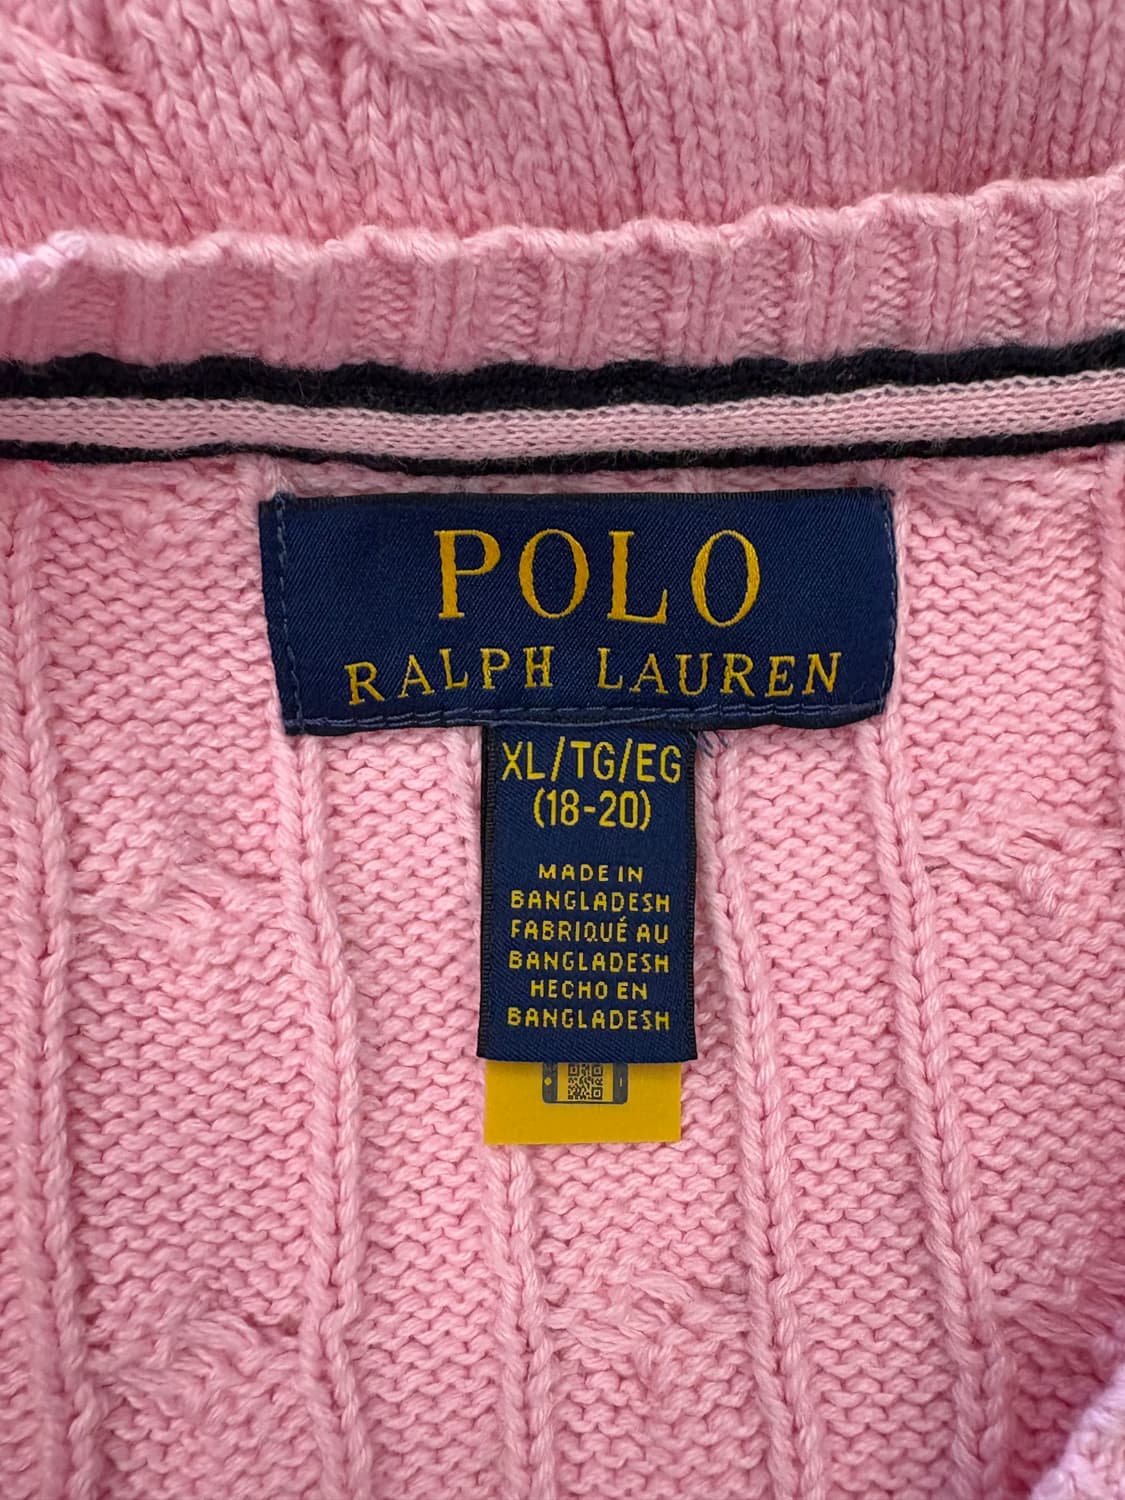 POLO
RALPH LAUREN
XL/TG/EG
(18-20)
MADE IN
BANGLADESH
FABRIQUÉ AU
BANGLADESH
HECHO EN
BANGLADESH